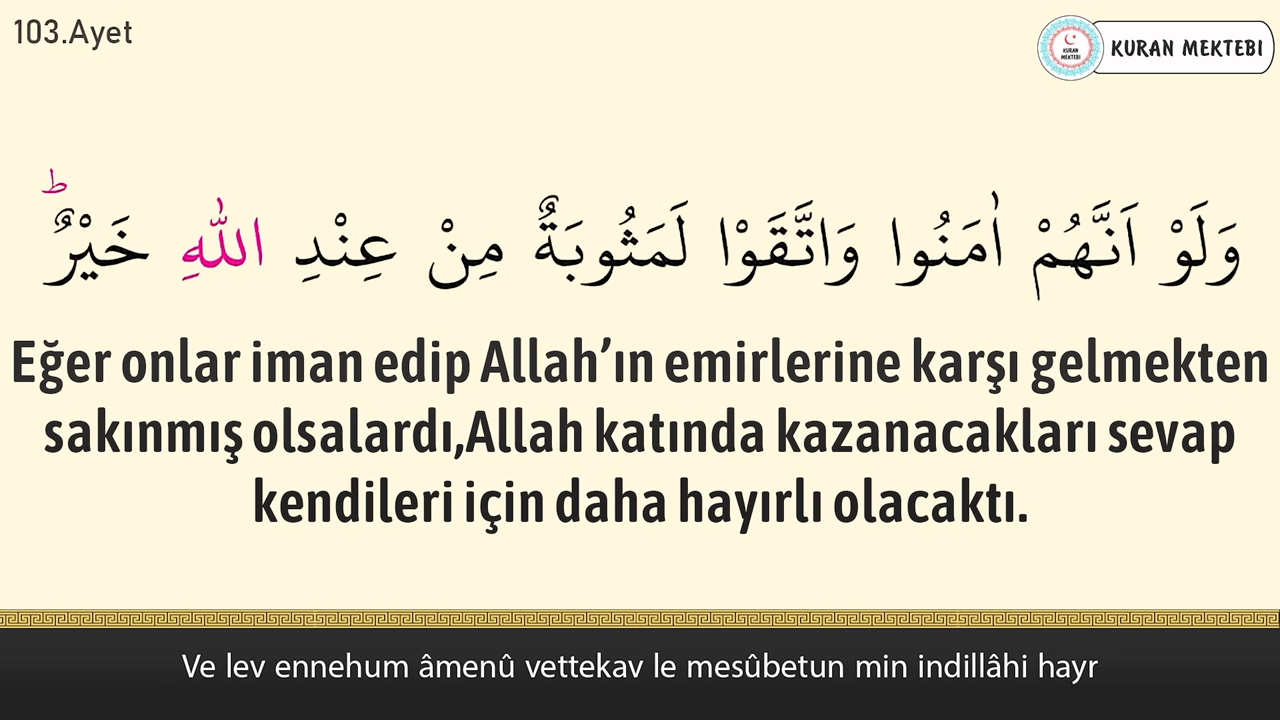 103.Ayet
KURAN MEKTEBİ
KURAN
MEKTEBİ
وَلَوْ اَنَّهُمْ اٰمَنُوا وَاتَّقَوْا لَمَثُوبَةٌ مِنْ عِنْدِ اللّٰهِ خَيْرٌۜ
Eğer onlar iman edip Allah’ın emirlerine karşı gelmekten
sakınmış olsalardı,Allah katında kazanacakları sevap
kendileri için daha hayırlı olacaktı.
Ve lev ennehum âmenû vettekav le mesûbetun min indillâhi hayr